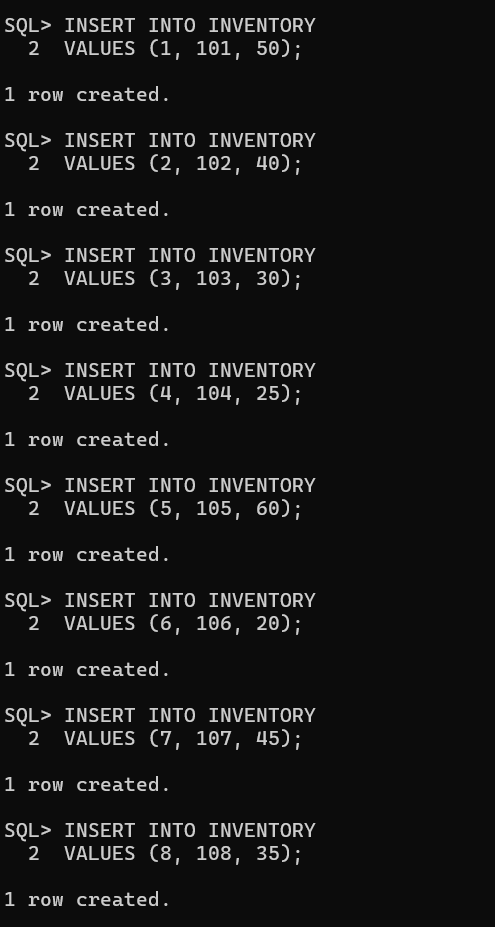 SQL> INSERT INTO INVENTORY
  2  VALUES (1, 101, 50);
1 row created.
SQL> INSERT INTO INVENTORY
  2  VALUES (2, 102, 40);
1 row created.
SQL> INSERT INTO INVENTORY
  2  VALUES (3, 103, 30);
1 row created.
SQL> INSERT INTO INVENTORY
  2  VALUES (4, 104, 25);
1 row created.
SQL> INSERT INTO INVENTORY
  2  VALUES (5, 105, 60);
1 row created.
SQL> INSERT INTO INVENTORY
  2  VALUES (6, 106, 20);
1 row created.
SQL> INSERT INTO INVENTORY
  2  VALUES (7, 107, 45);
1 row created.
SQL> INSERT INTO INVENTORY
  2  VALUES (8, 108, 35);
1 row created.